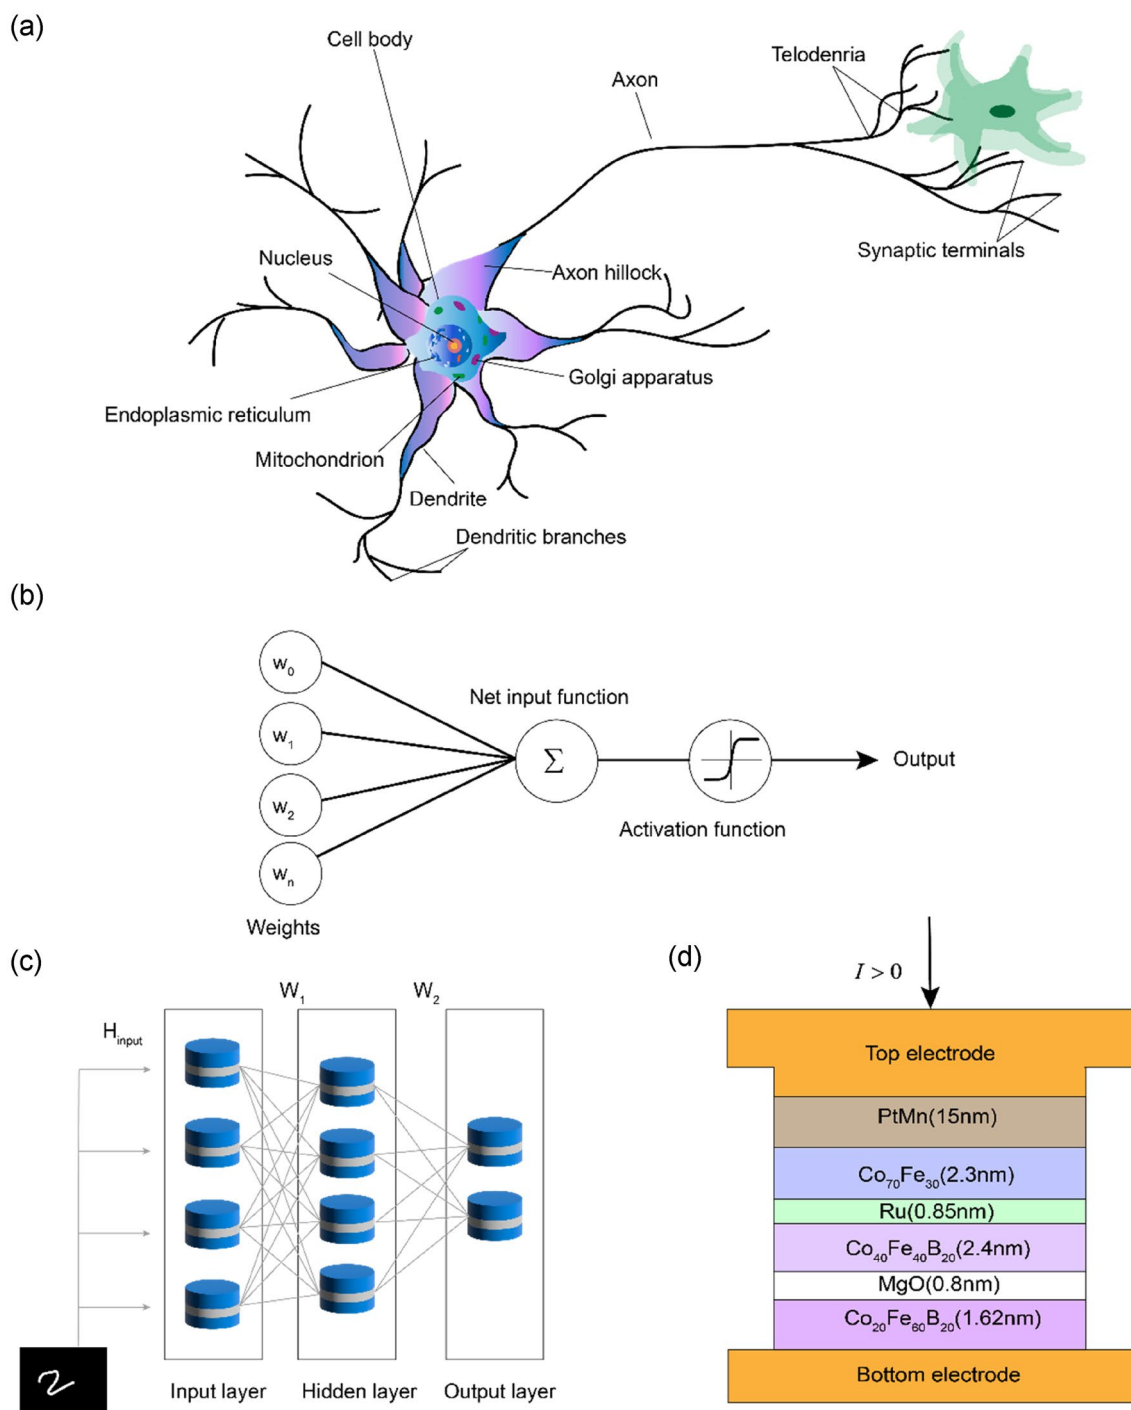 (a)
Cell body
Telodenria
Axon
Nucleus
Axon hillock
Synaptic terminals
Golgi apparatus
Endoplasmic reticulum
Mitochondrion
Dendrite
Dendritic branches
(b)
w₀
Net input function
w₁
Σ
Output
w₂
Activation function
wₙ
Weights
(c)
W₁
W₂
H_input
2
Input layer
Hidden layer
Output layer
(d)
I > 0
Top electrode
PtMn(15nm)
Co₇₀Fe₃₀(2.3nm)
Ru(0.85nm)
Co₄₀Fe₄₀B₂₀(2.4nm)
MgO(0.8nm)
Co₂₀Fe₆₀B₂₀(1.62nm)
Bottom electrode